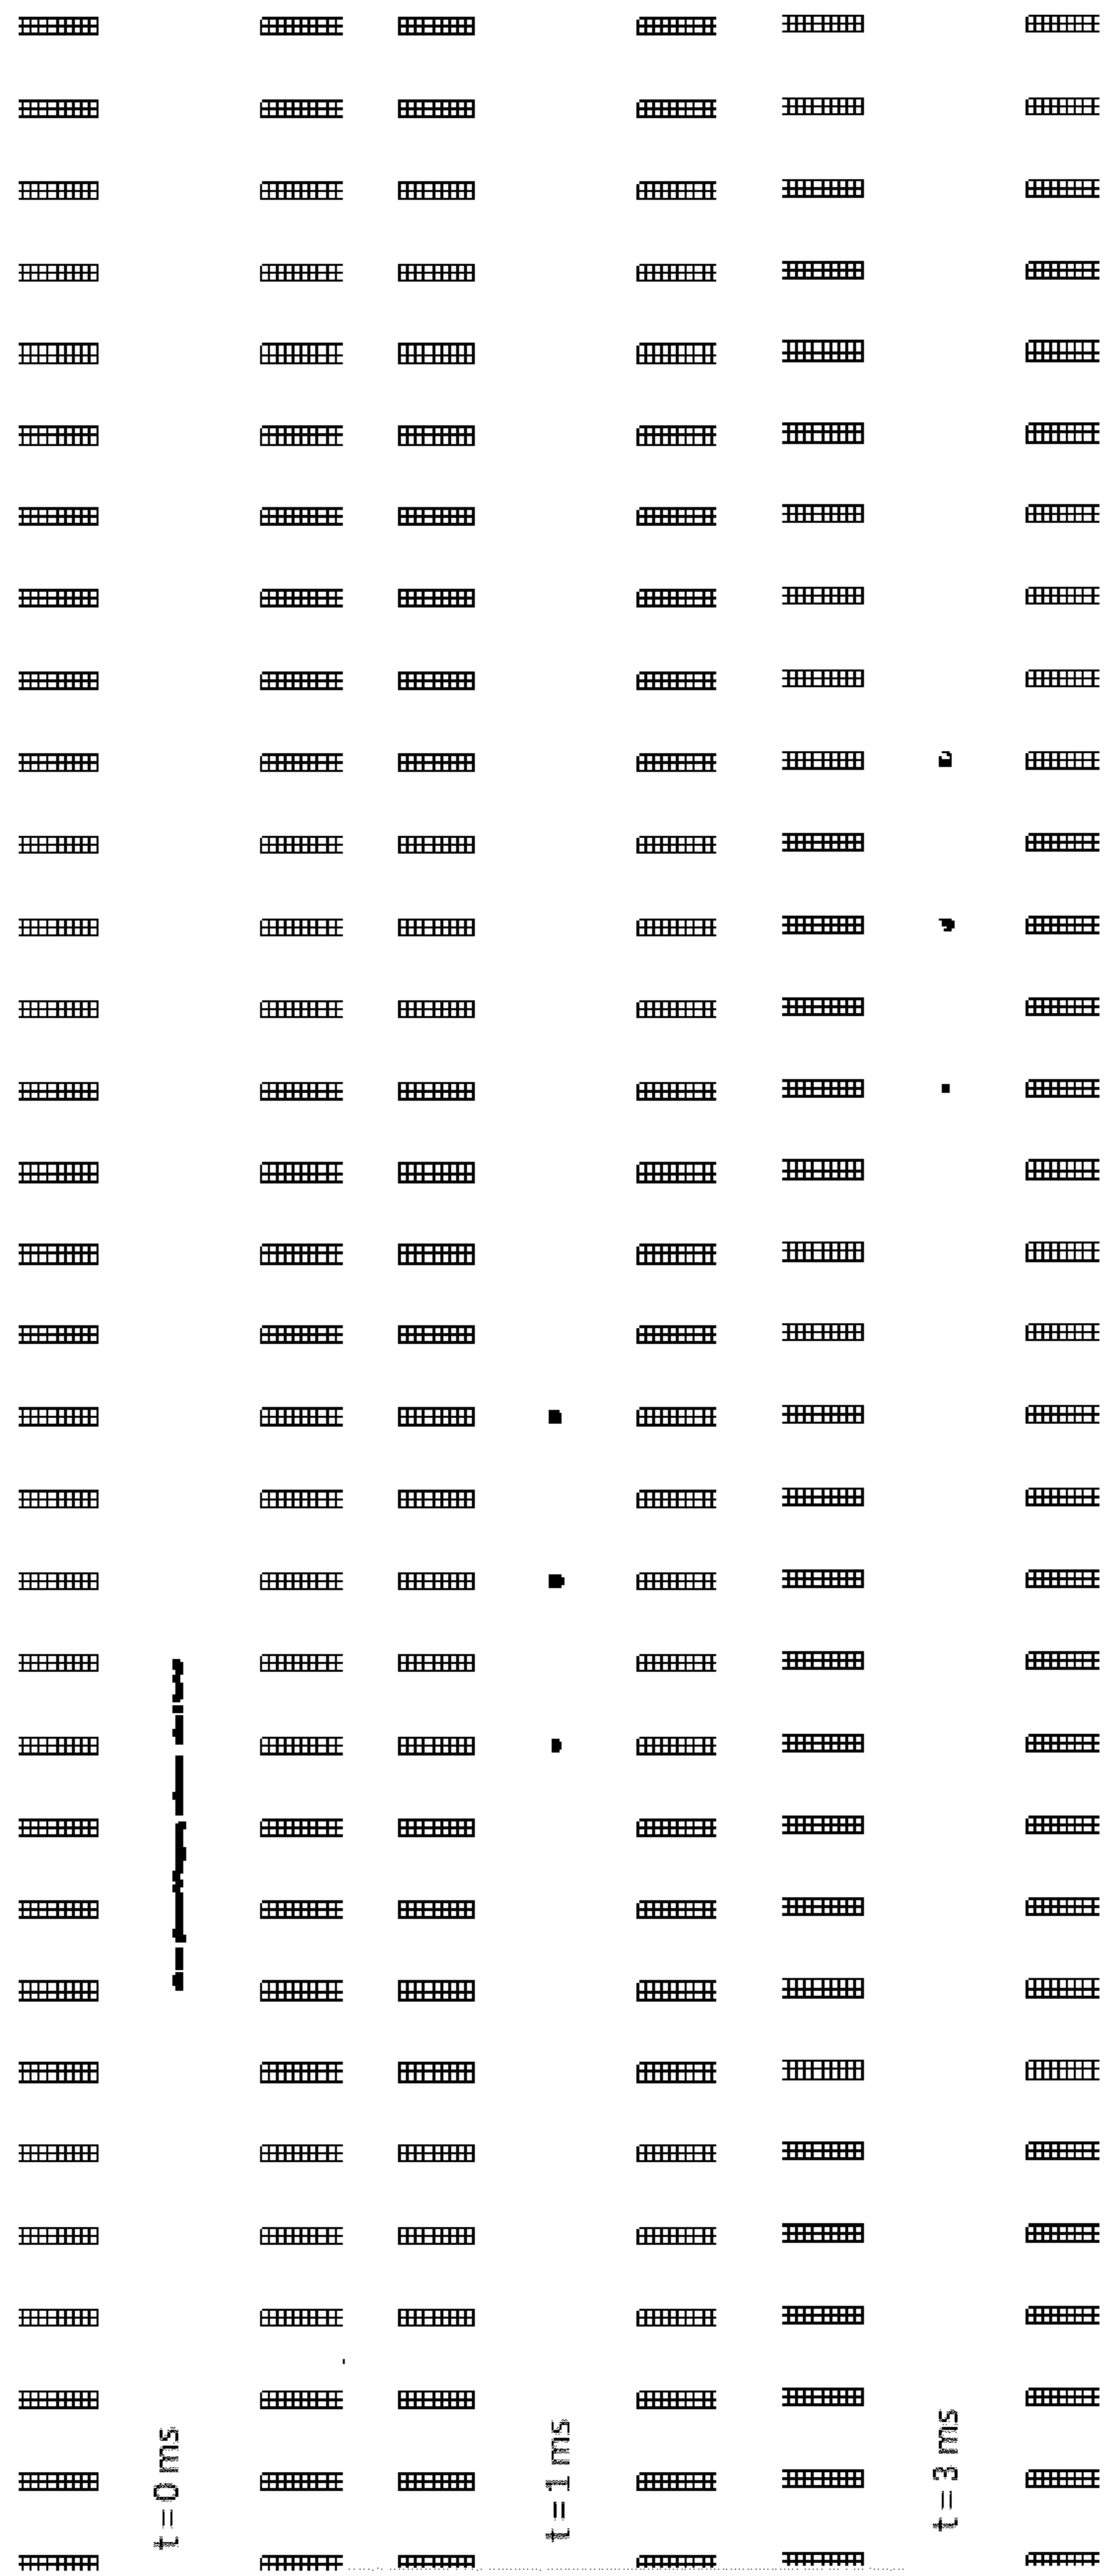 t = 0 ms
t = 1 ms
t = 3 ms